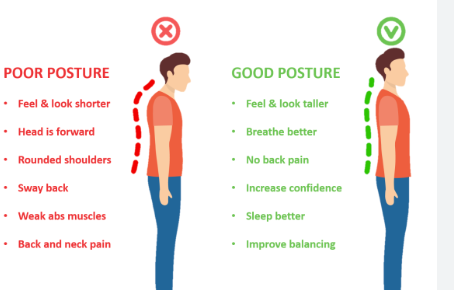 POOR POSTURE
• Feel & look shorter
• Head is forward
• Rounded shoulders
• Sway back
• Weak abs muscles
• Back and neck pain
GOOD POSTURE
• Feel & look taller
• Breathe better
• No back pain
• Increase confidence
• Sleep better
• Improve balancing